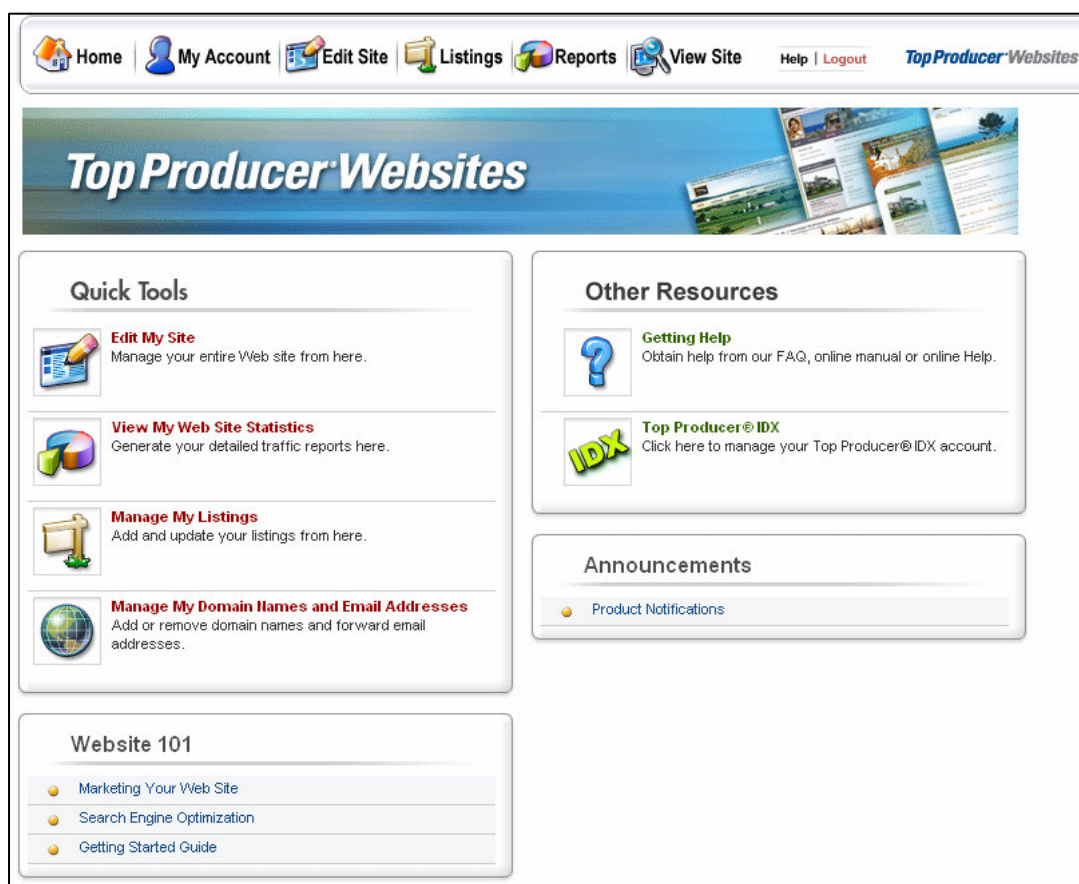 Home
My Account
Edit Site
Listings
Reports
View Site
Help | Logout
Top Producer® Websites
Top Producer® Websites
Quick Tools
Edit My Site
Manage your entire Web site from here.
View My Web Site Statistics
Generate your detailed traffic reports here.
Manage My Listings
Add and update your listings from here.
Manage My Domain Names and Email Addresses
Add or remove domain names and forward email
addresses.
Website 101
Marketing Your Web Site
Search Engine Optimization
Getting Started Guide
Other Resources
Getting Help
Obtain help from our FAQ, online manual or online Help.
IDX
Top Producer® IDX
Click here to manage your Top Producer® IDX account.
Announcements
Product Notifications